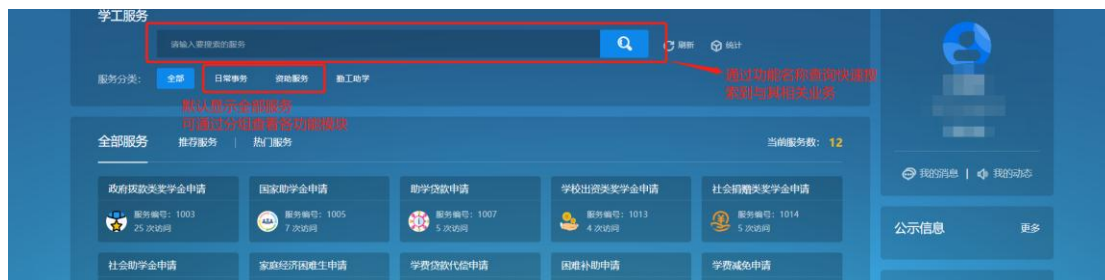 学工服务
请输入要搜索的服务
刷新 统计
服务分类: 全部 日常事务 资助服务 勤工助学
通过功能名称查询快速搜
索到与其相关业务
默认显示全部服务
可通过分组查看各功能模块
全部服务 推荐服务 | 热门服务 当前服务数: 12
我的消息 | 我的动态
政府拨款类奖学金申请 国家助学金申请 助学贷款申请 学校出资类奖学金申请 社会捐赠类奖学金申请
服务编号: 1003 服务编号: 1005 服务编号: 1007 服务编号: 1013 服务编号: 1014
25 次访问 7 次访问 5 次访问 4 次访问 5 次访问
公示信息 更多
社会助学金申请 家庭经济困难生申请 学费贷款代偿申请 困难补助申请 学费减免申请